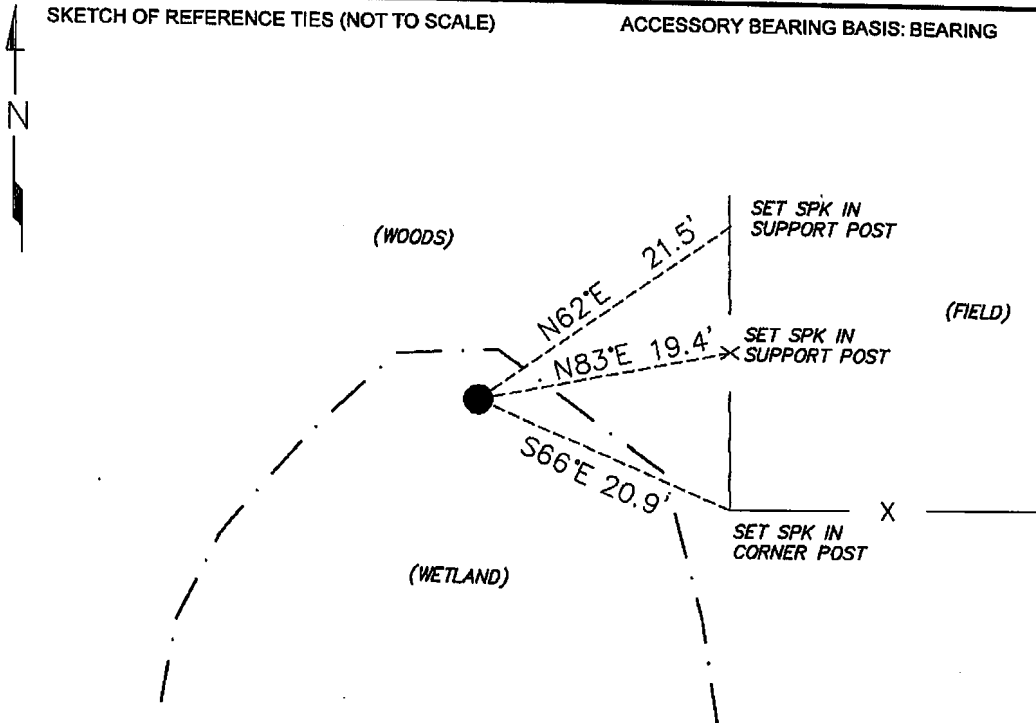 SKETCH OF REFERENCE TIES (NOT TO SCALE)
ACCESSORY BEARING BASIS: BEARING
N
(WOODS)
SET SPK IN
SUPPORT POST
N62°E 21.5'
(FIELD)
SET SPK IN
SUPPORT POST
N83°E 19.4'
S66°E 20.9'
X
SET SPK IN
CORNER POST
(WETLAND)